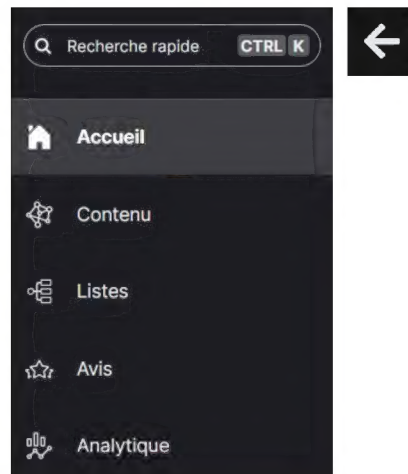 Recherche rapide CTRL K
Accueil
Contenu
Listes
Avis
Analytique